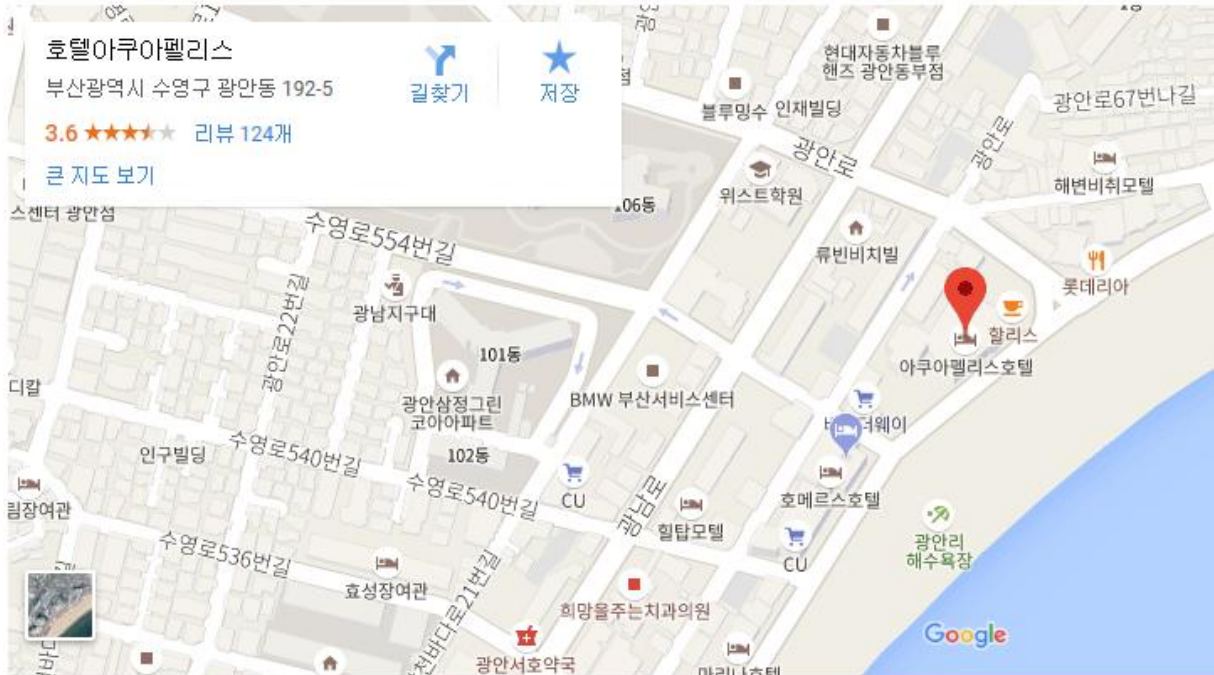 호텔아쿠아펠리스
부산광역시 수영구 광안동 192-5
3.6
리뷰 124개
큰 지도 보기
길찾기
저장
현대자동차블루
핸즈 광안동부점
블루밍수
인재빌딩
광안로67번나길
광안로
광안로
해변비취모텔
위스트학원
스센터 광안점
수영로554번길
류빈비치빌
롯데리아
광남지구대
광안로22번길
할리스
아쿠아펠리스호텔
101동
디칼
광안삼정그린
코아아파트
BMW 부산서비스센터
인구빌딩
수영로540번길
102동
수영로540번길
CU
호메르스호텔
림장여관
광남로
힐탑모텔
광안리
해수욕장
CU
수영로536번길
효성장여관
희망을주는치과의원
광안서호약국
Google